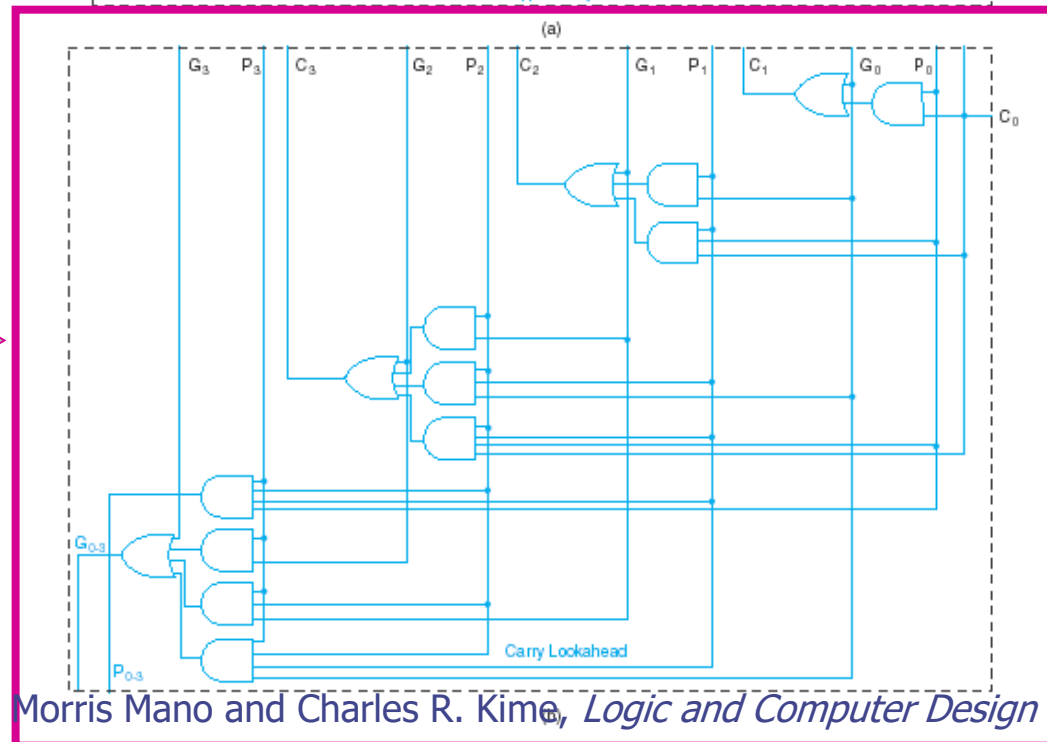 (a)
G₃ P₃ C₃ G₂ P₂ C₂ G₁ P₁ C₁ G₀ P₀
C₀
G₀₋₃
Carry Lookahead
P₀₋₃
Morris Mano and Charles R. Kime, Logic and Computer Design